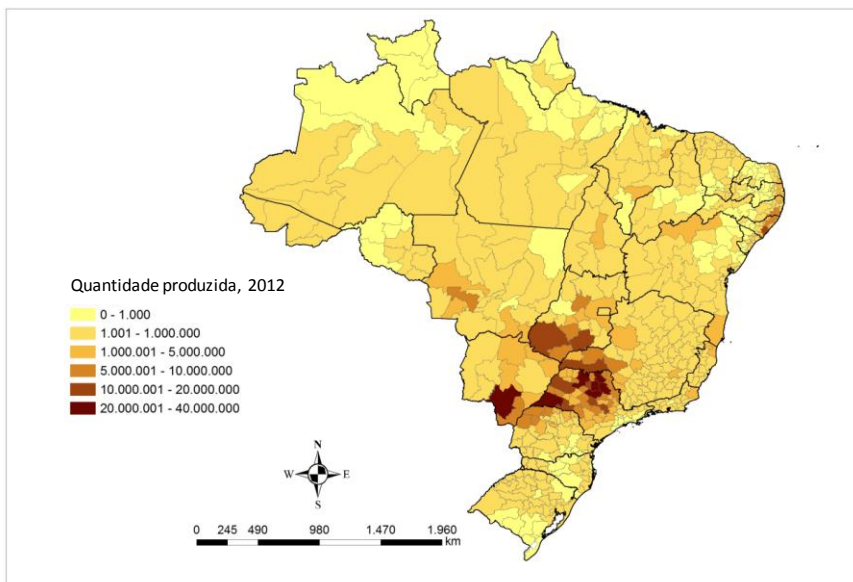 Quantidade produzida, 2012
0 - 1.000
1.001 - 1.000.000
1.000.001 - 5.000.000
5.000.001 - 10.000.000
10.000.001 - 20.000.000
20.000.001 - 40.000.000
N
W E
S
0 245 490 980 1.470 1.960
km